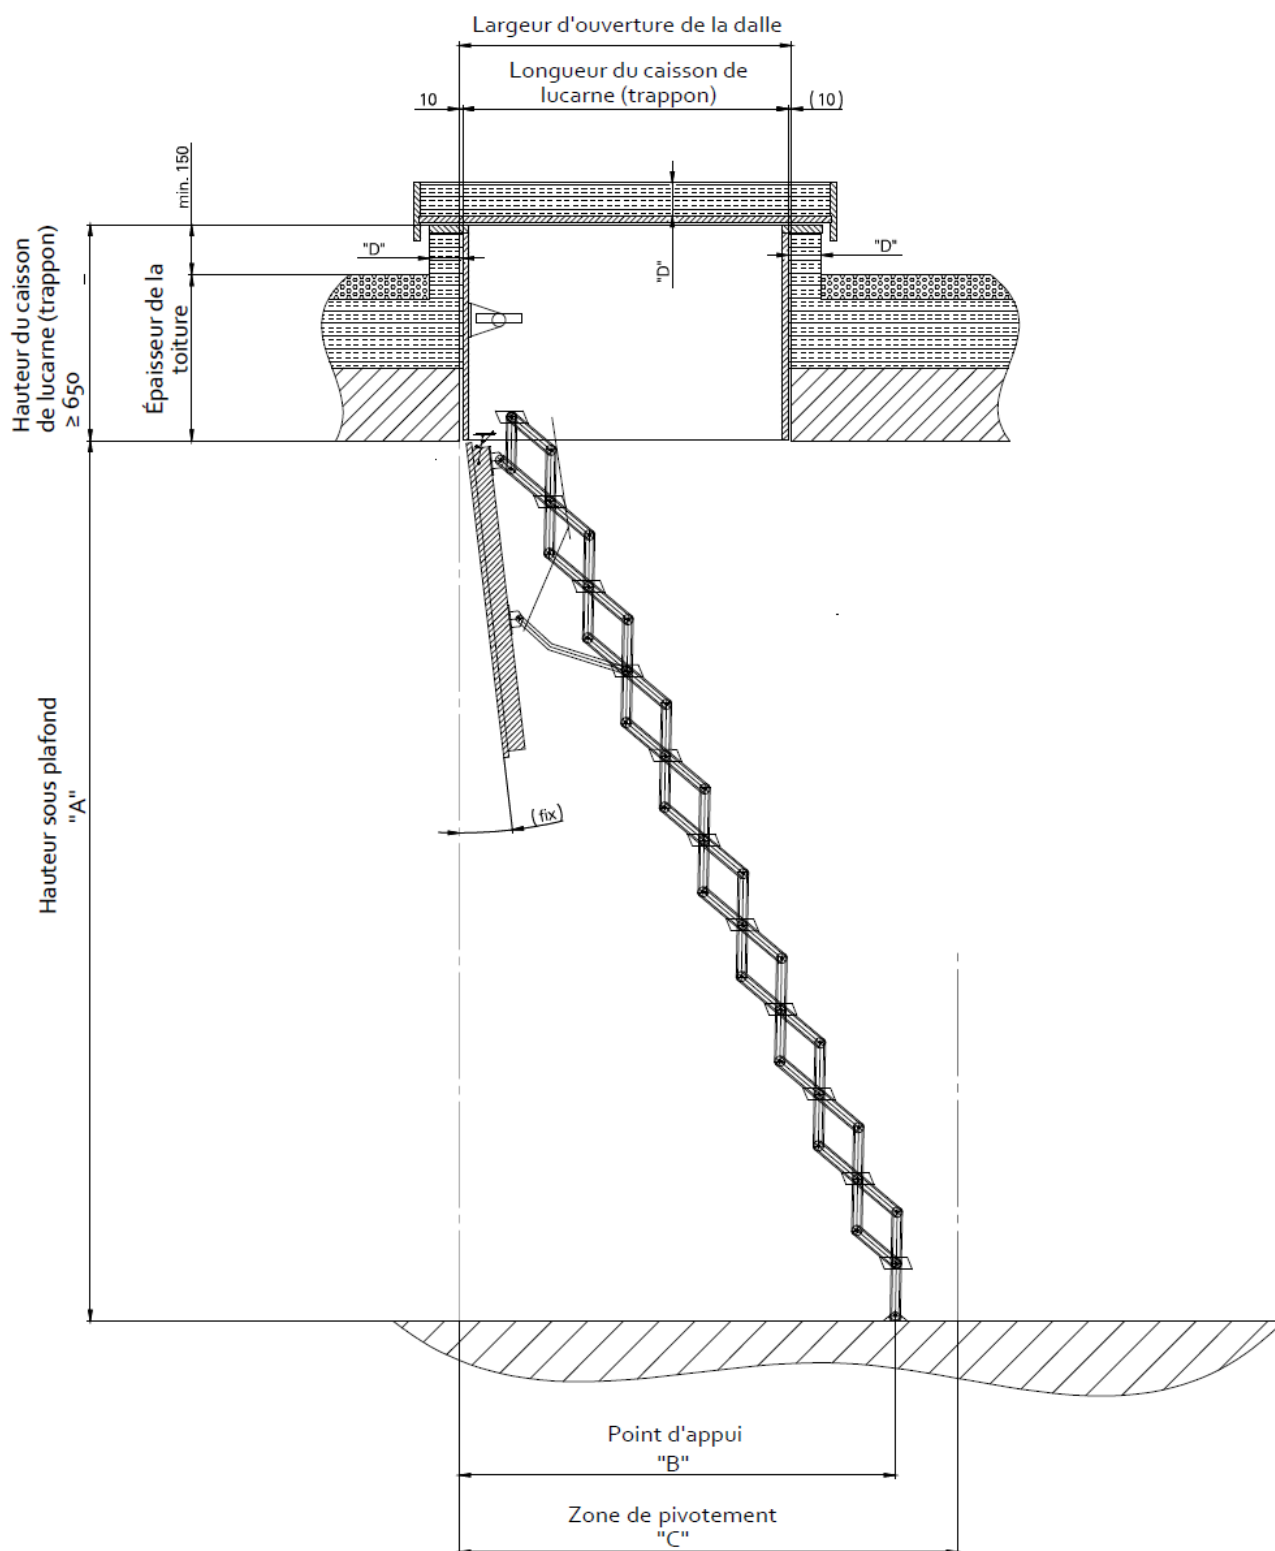 Largeur d'ouverture de la dalle
Longueur du caisson de
lucarne (trappon)
10
(10)
min. 150
"D"
"D"
"D"
Hauteur du caisson
de lucarne (trappon)
≥ 650
Épaisseur de la
toiture
Hauteur sous plafond
"A"
(fix)
Point d'appui
"B"
Zone de pivotement
"C"